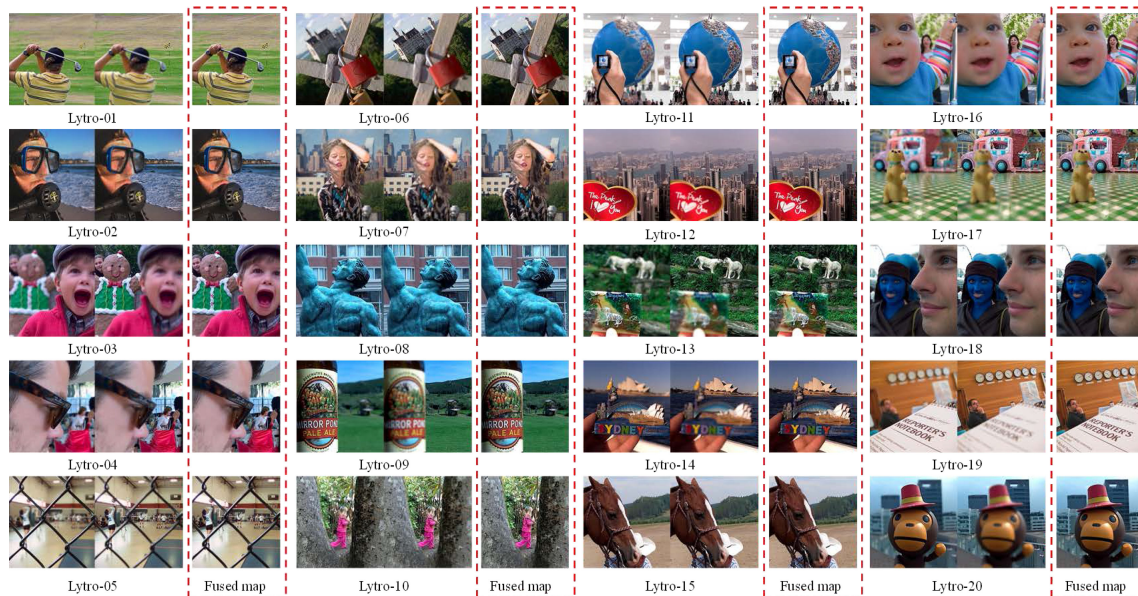 Lytro-01
Lytro-06
Lytro-11
Lytro-16
The Peak
I ♥ You
Lytro-02
Lytro-07
Lytro-12
Lytro-17
Lytro-03
Lytro-08
Lytro-13
Lytro-18
MIRROR POND
PALE ALE
SYDNEY
REPORTER'S
NOTEBOOK
Lytro-04
Lytro-09
Lytro-14
Lytro-19
Lytro-05
Fused map
Lytro-10
Fused map
Lytro-15
Fused map
Lytro-20
Fused map